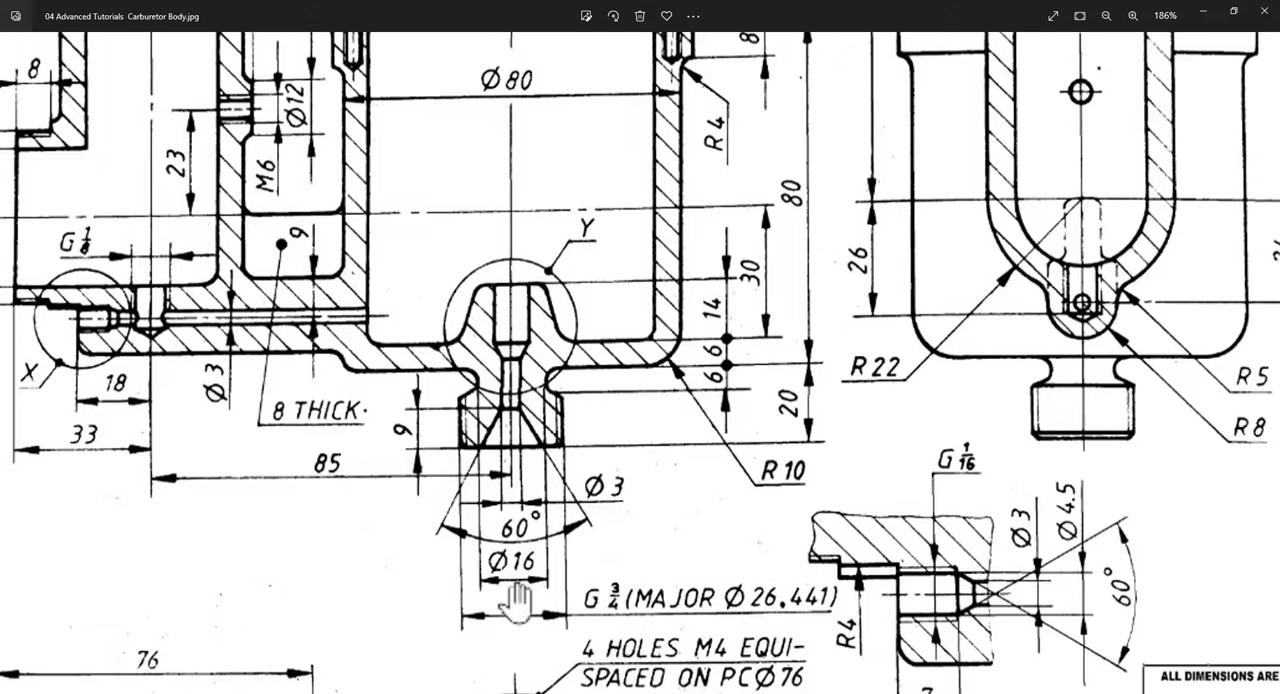 04 Advanced Tutorials Carburetor Body.jpg
186%
8
8
Ø80
Ø12
R4
23
M6
80
G 1/8
9
Y
26
30
14
X
6
18
Ø3
R22
R5
6
8 THICK.
20
33
9
R8
85
R10
G 1/16
Ø3
Ø3
Ø4.5
60°
Ø16
60°
G 3/4 (MAJOR Ø 26,441)
R4
4 HOLES M4 EQUI-
SPACED ON PCØ76
76
ALL DIMENSIONS ARE